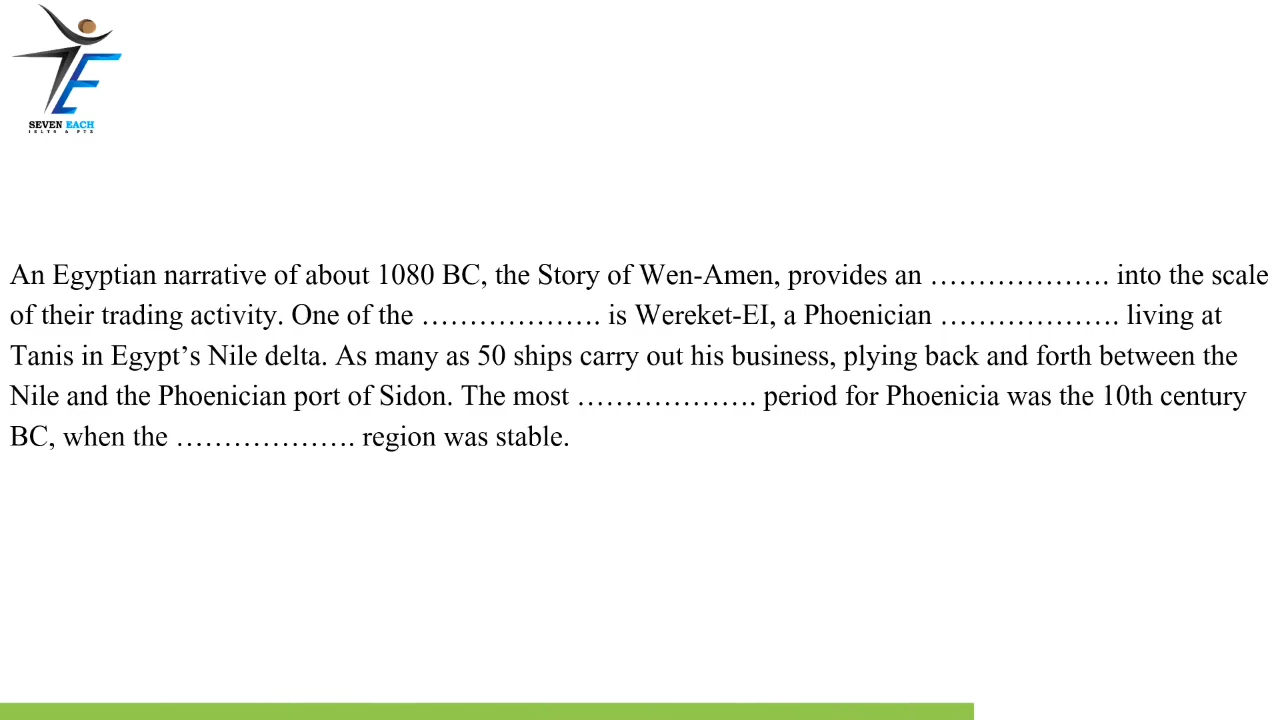 SEVEN EACH
IELTS & PTE
An Egyptian narrative of about 1080 BC, the Story of Wen-Amen, provides an ………………. into the scale
of their trading activity. One of the ………………. is Wereket-EI, a Phoenician ………………. living at
Tanis in Egypt’s Nile delta. As many as 50 ships carry out his business, plying back and forth between the
Nile and the Phoenician port of Sidon. The most ………………. period for Phoenicia was the 10th century
BC, when the ………………. region was stable.